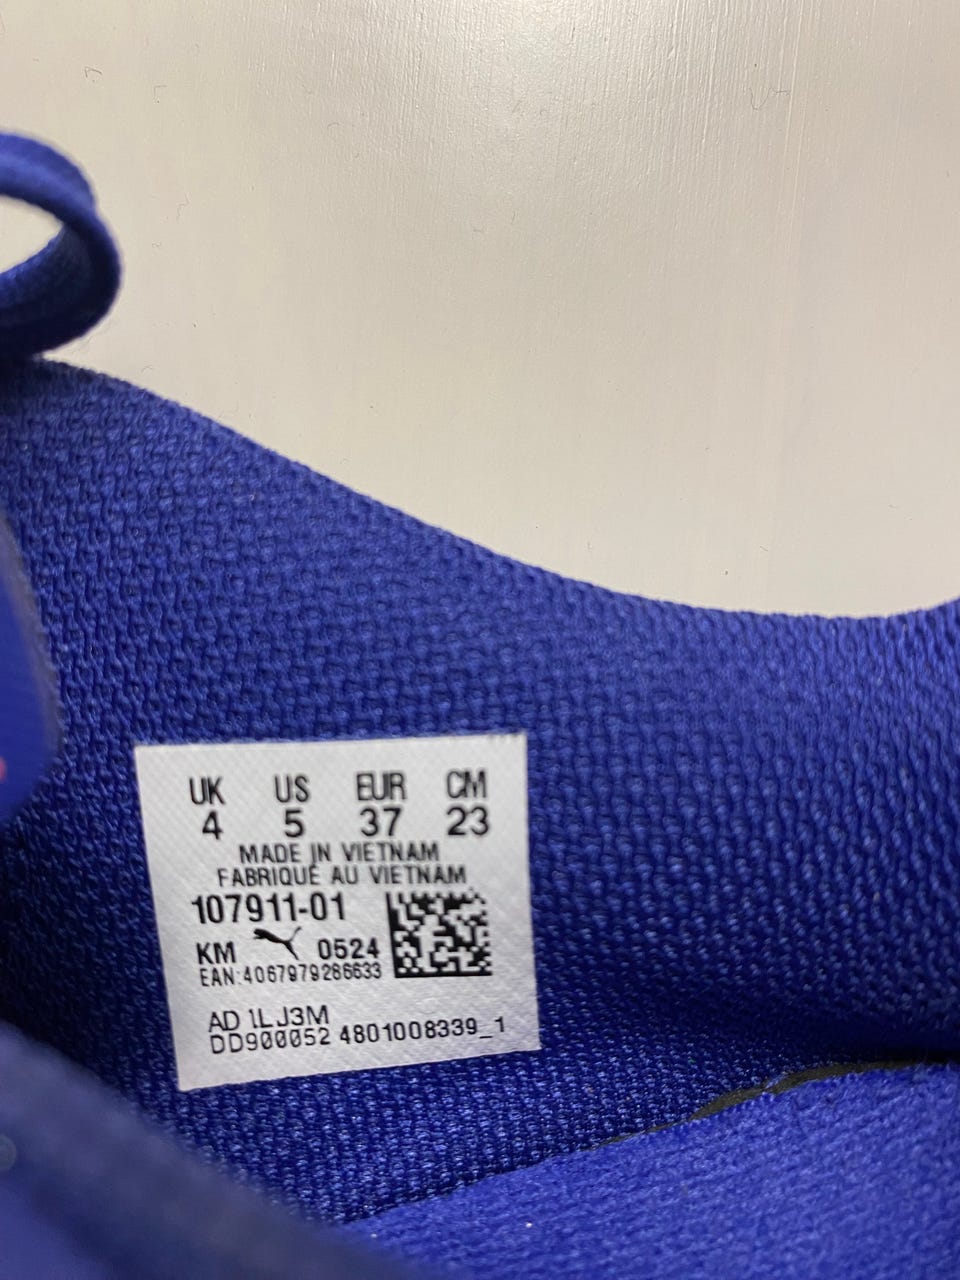 UK US EUR CM
4 5 37 23
MADE IN VIETNAM
FABRIQUÉ AU VIETNAM
107911-01
KM 0524
EAN:4067979286633
AD 1LJ3M
DD900052 4801008339_1